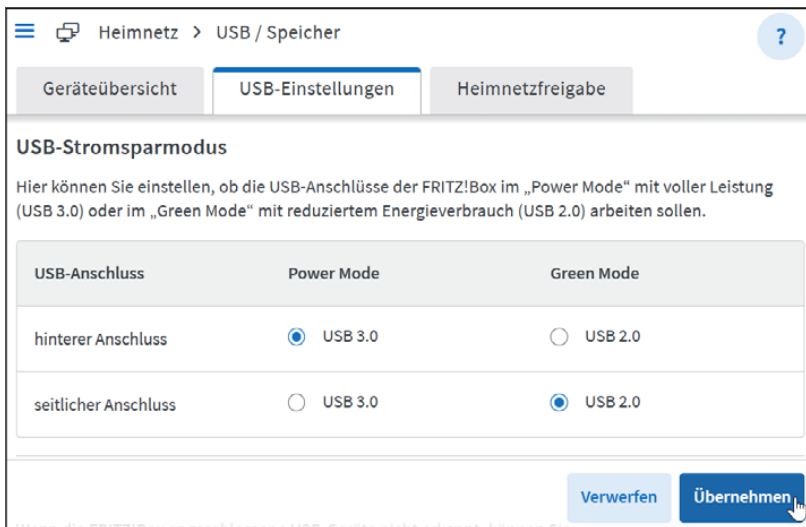 Heimnetz > USB / Speicher
?
Geräteübersicht
USB-Einstellungen
Heimnetzfreigabe
USB-Stromsparmodus
Hier können Sie einstellen, ob die USB-Anschlüsse der FRITZ!Box im „Power Mode“ mit voller Leistung
(USB 3.0) oder im „Green Mode“ mit reduziertem Energieverbrauch (USB 2.0) arbeiten sollen.
USB-Anschluss Power Mode Green Mode
hinterer Anschluss USB 3.0 USB 2.0
seitlicher Anschluss USB 3.0 USB 2.0
Verwerfen Übernehmen